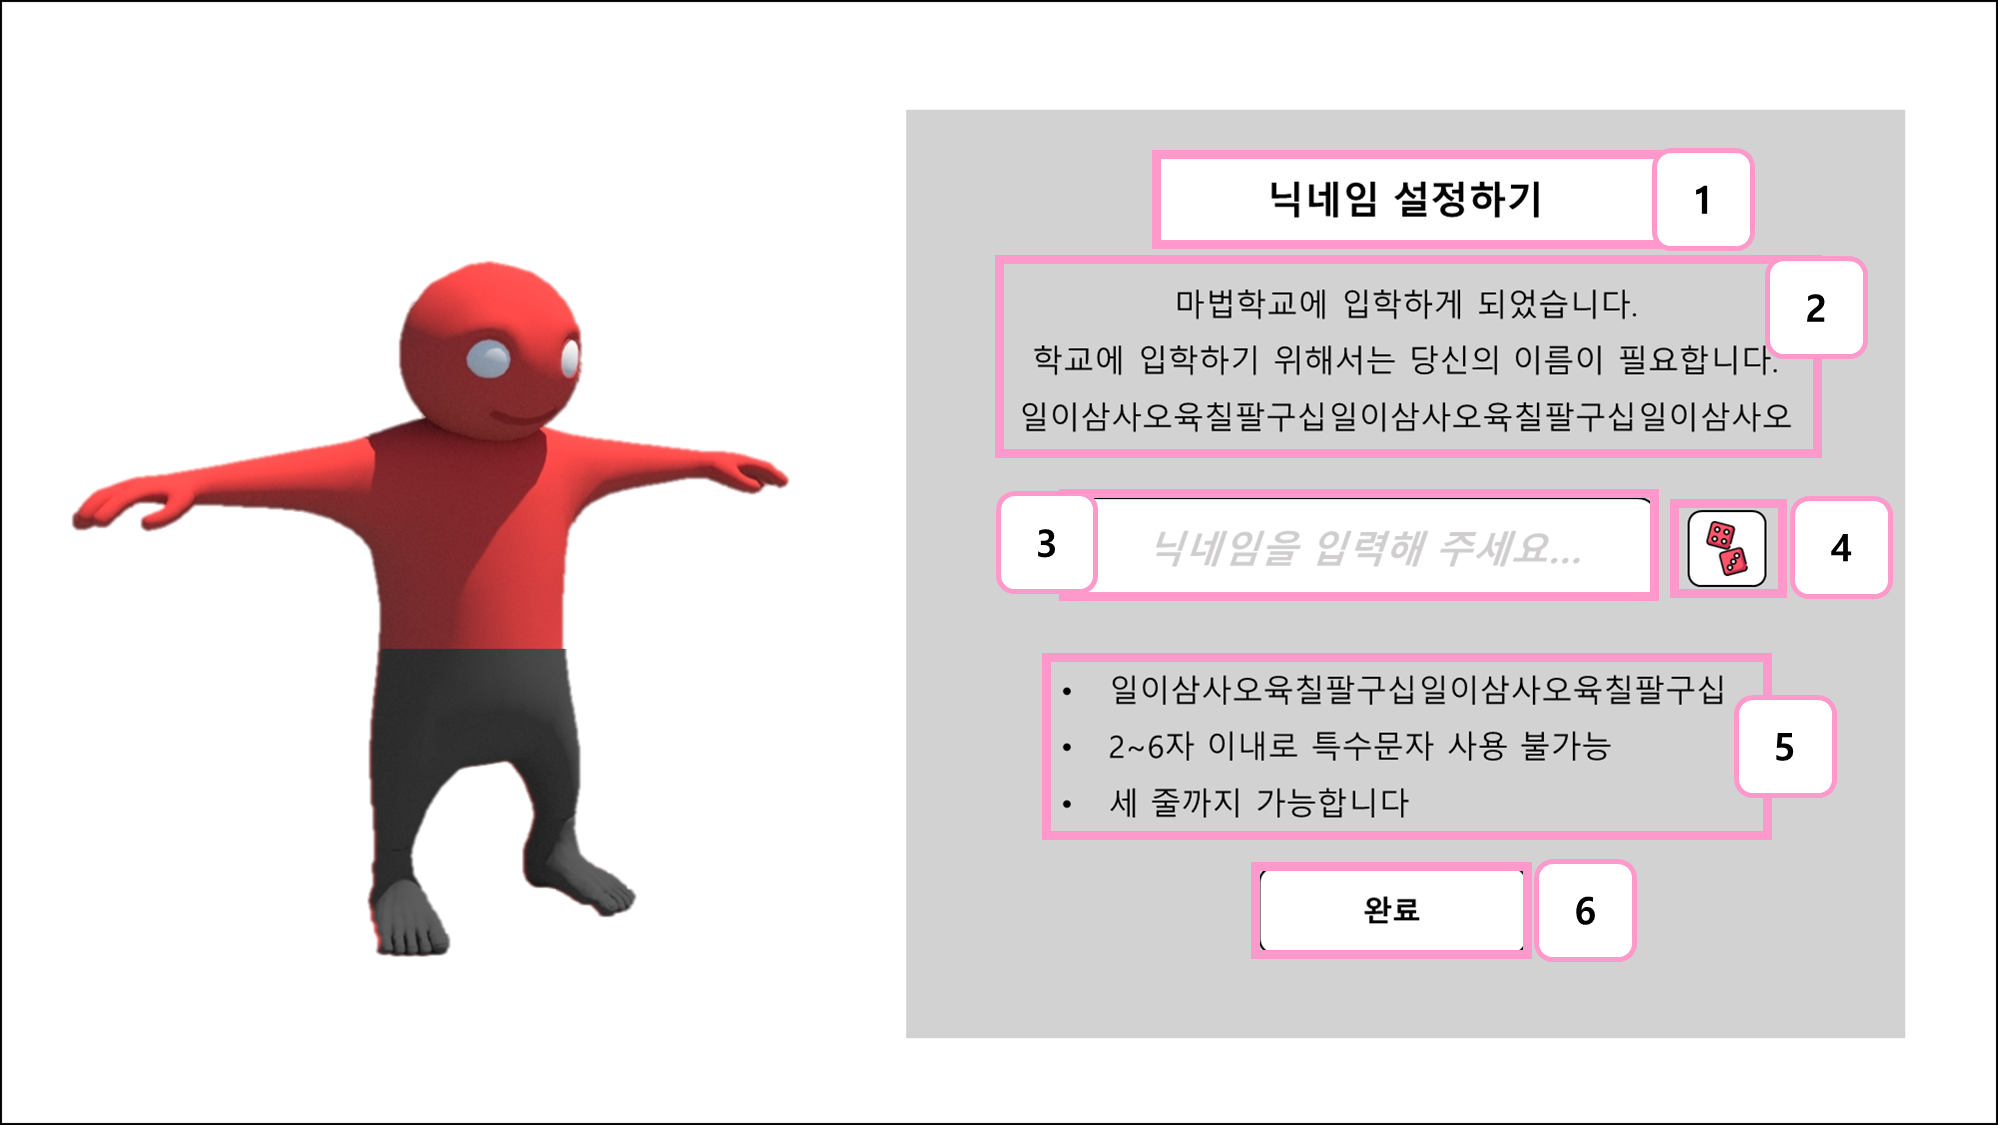 닉네임 설정하기
1
마법학교에 입학하게 되었습니다.
2
학교에 입학하기 위해서는 당신의 이름이 필요합니다.
일이삼사오육칠팔구십일이삼사오육칠팔구십일이삼사오
3
닉네임을 입력해 주세요...
4
• 일이삼사오육칠팔구십일이삼사오육칠팔구십
• 2~6자 이내로 특수문자 사용 불가능
5
• 세 줄까지 가능합니다
완료
6